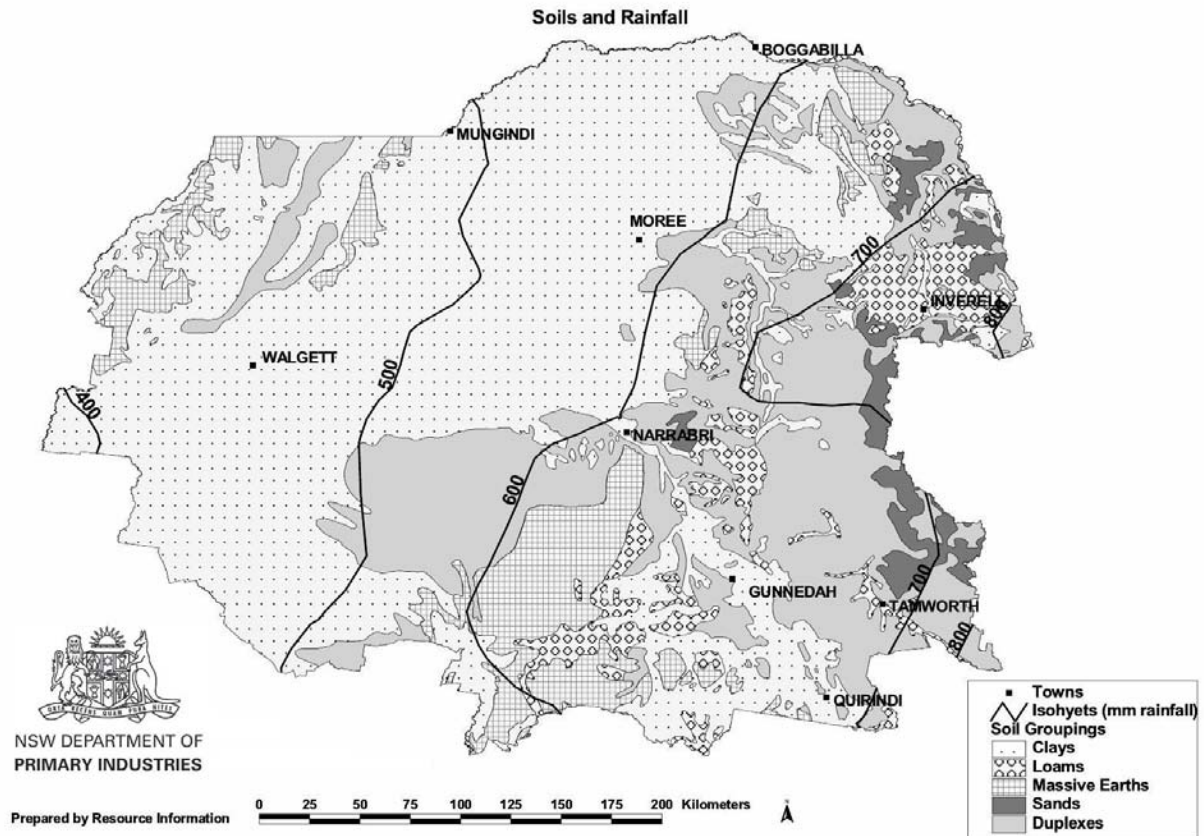 Soils and Rainfall
BOGGABILLA
MUNGINDI
MOREE
700
INVERELL
800
WALGETT
500
400
NARRABRI
600
GUNNEDAH
700
TAMWORTH
800
QUIRINDI
NSW DEPARTMENT OF
PRIMARY INDUSTRIES
Towns
Isohyets (mm rainfall)
Soil Groupings
Clays
Loams
Massive Earths
Sands
Duplexes
Prepared by Resource Information
0 25 50 75 100 125 150 175 200 Kilometers